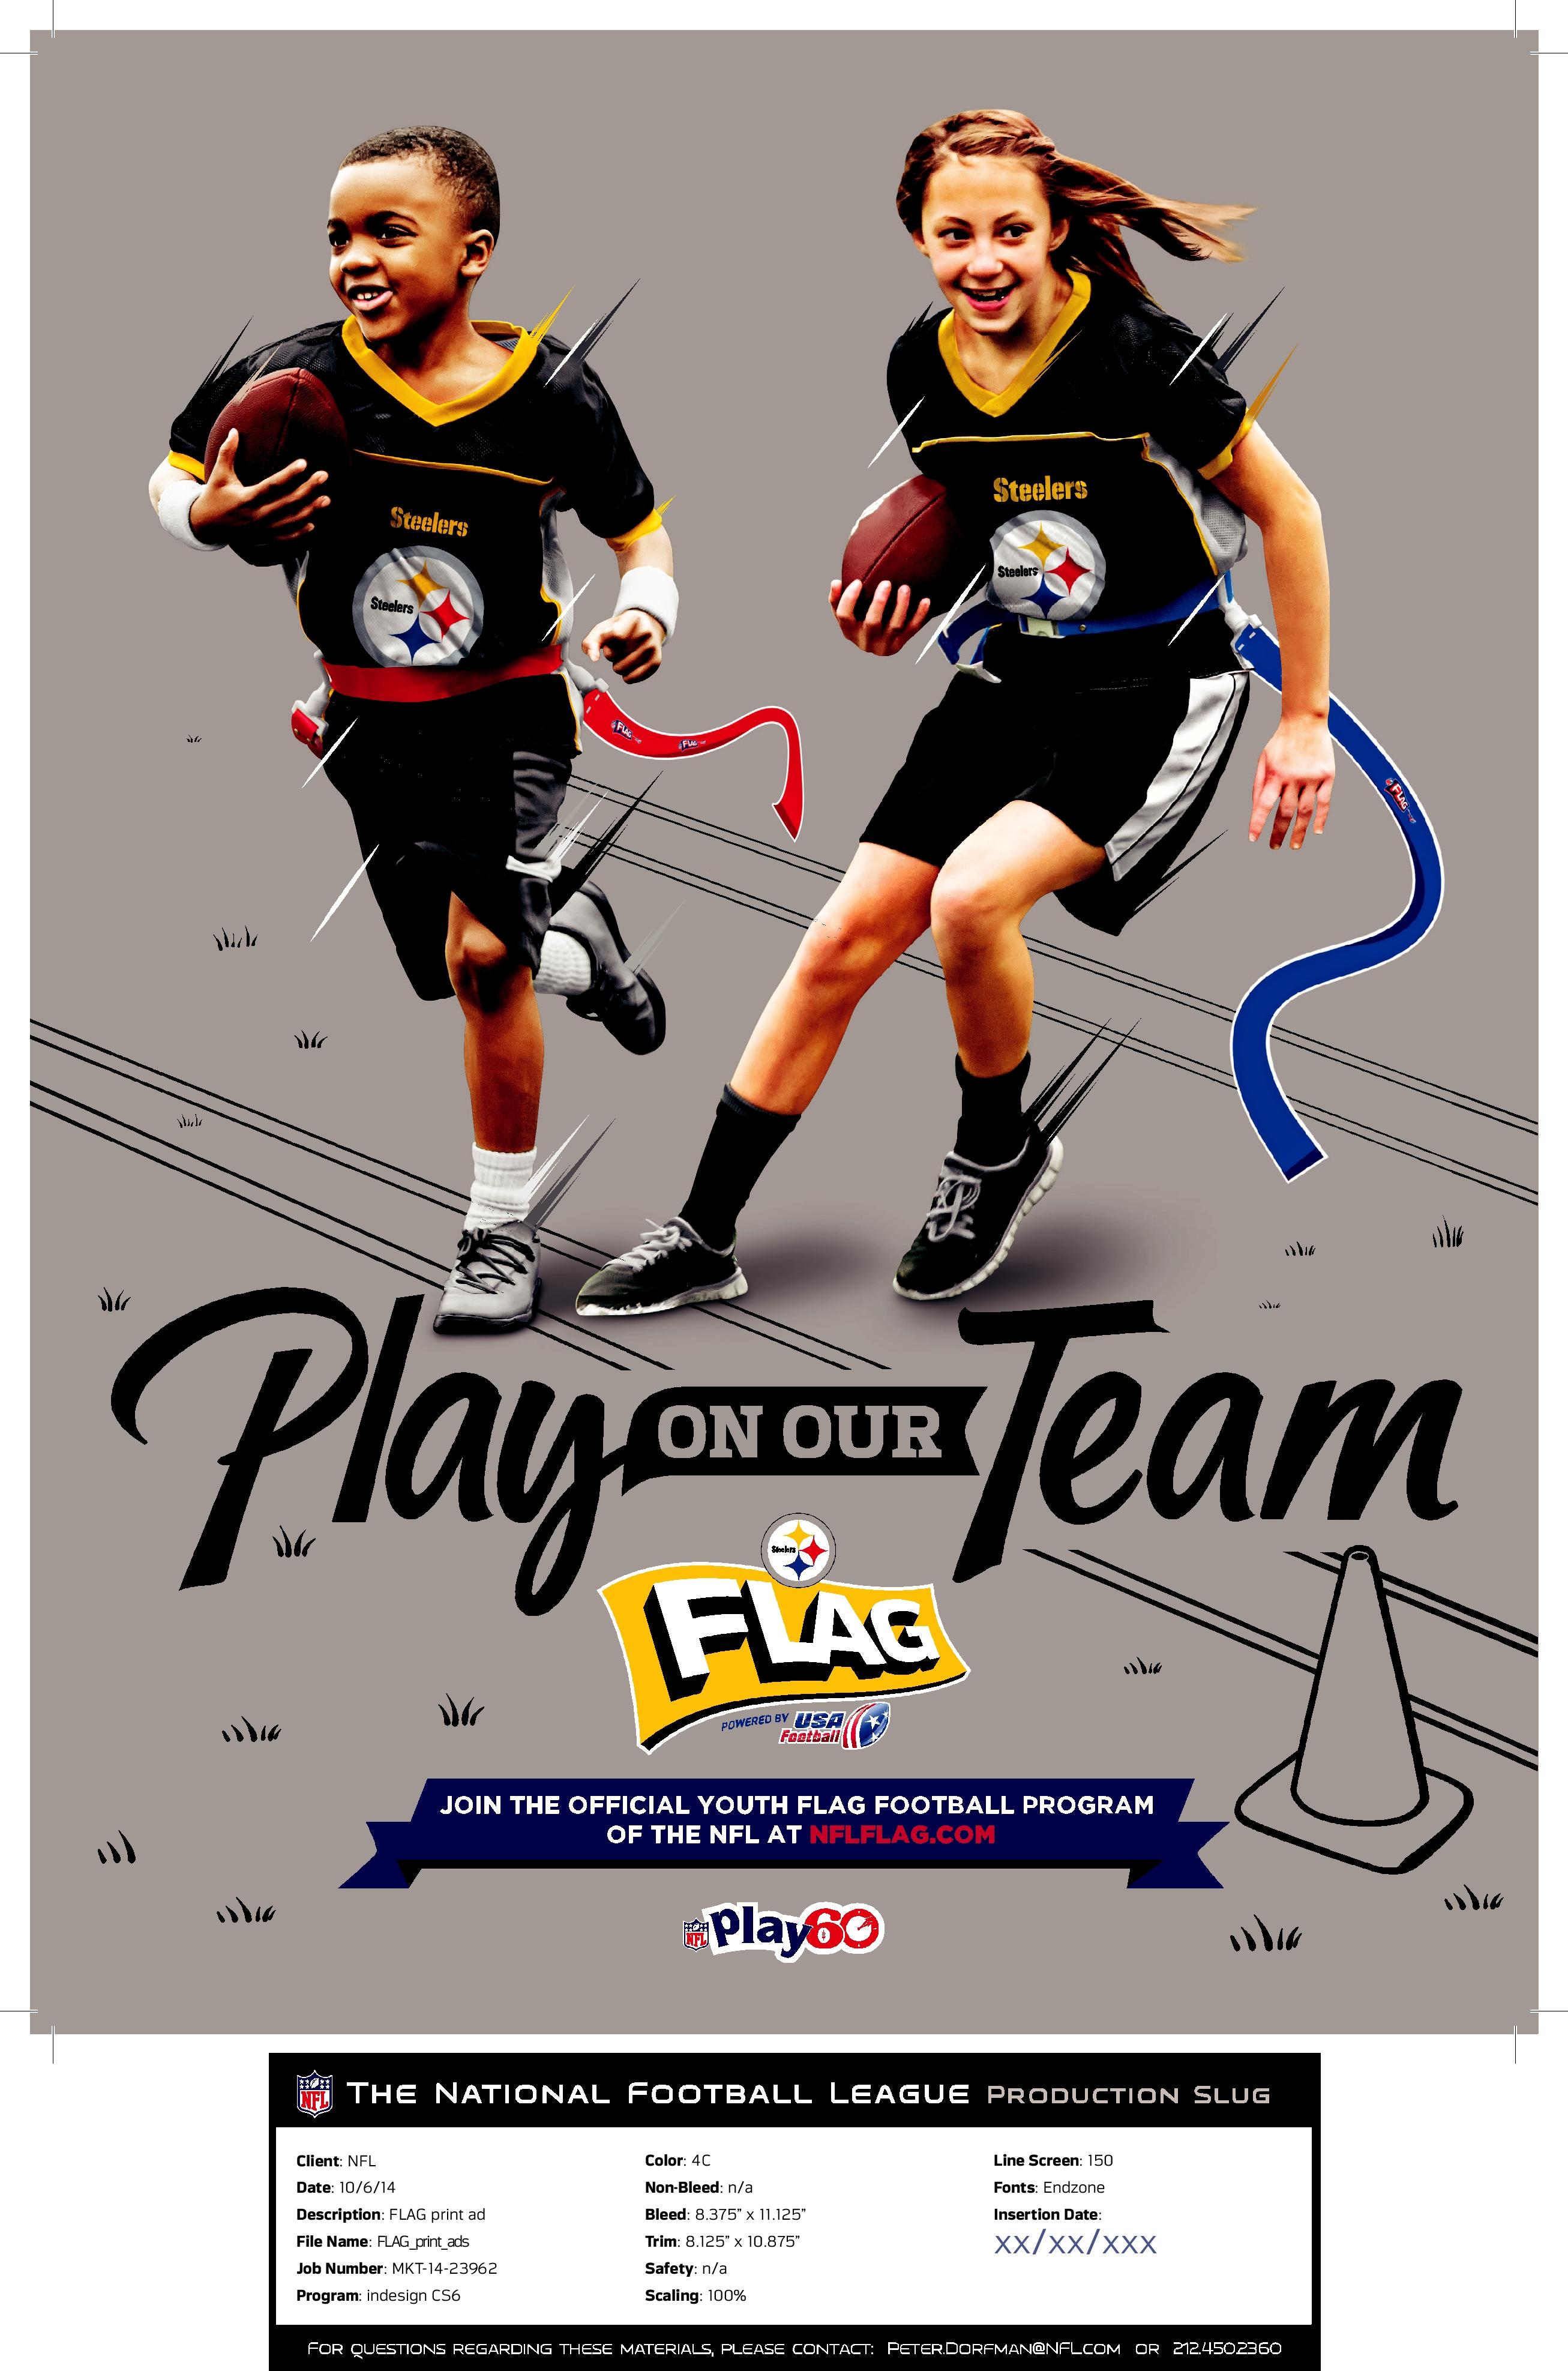 Steelers
Steelers
Steelers
Steelers
FLAG
FLAG
FLAG
Play ON OUR Team
Steelers
FLAG
POWERED BY USA Football
JOIN THE OFFICIAL YOUTH FLAG FOOTBALL PROGRAM
OF THE NFL AT NFLFLAG.COM
NFL play60
NFL THE NATIONAL FOOTBALL LEAGUE PRODUCTION SLUG
Client: NFL
Date: 10/6/14
Description: FLAG print ad
File Name: FLAG_print_ads
Job Number: MKT-14-23962
Program: indesign CS6
Color: 4C
Non-Bleed: n/a
Bleed: 8.375” x 11.125”
Trim: 8.125” x 10.875”
Safety: n/a
Scaling: 100%
Line Screen: 150
Fonts: Endzone
Insertion Date:
xx/xx/xxx
FOR QUESTIONS REGARDING THESE MATERIALS, PLEASE CONTACT: PETER.DORFMAN@NFL.COM OR 212.450.2360